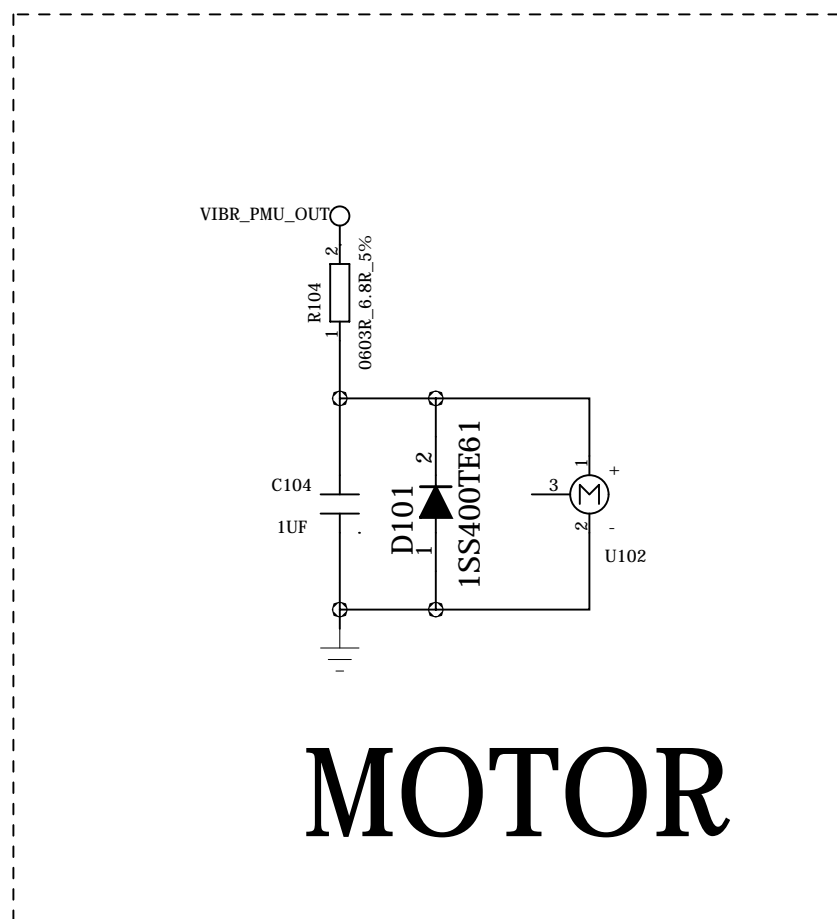 VIBR_PMU_OUT
2
R104
0603R_6.8R_5%
1
C104
1UF
2
D101
1
1SS400TE61
1
+
3
M
2
-
U102
MOTOR